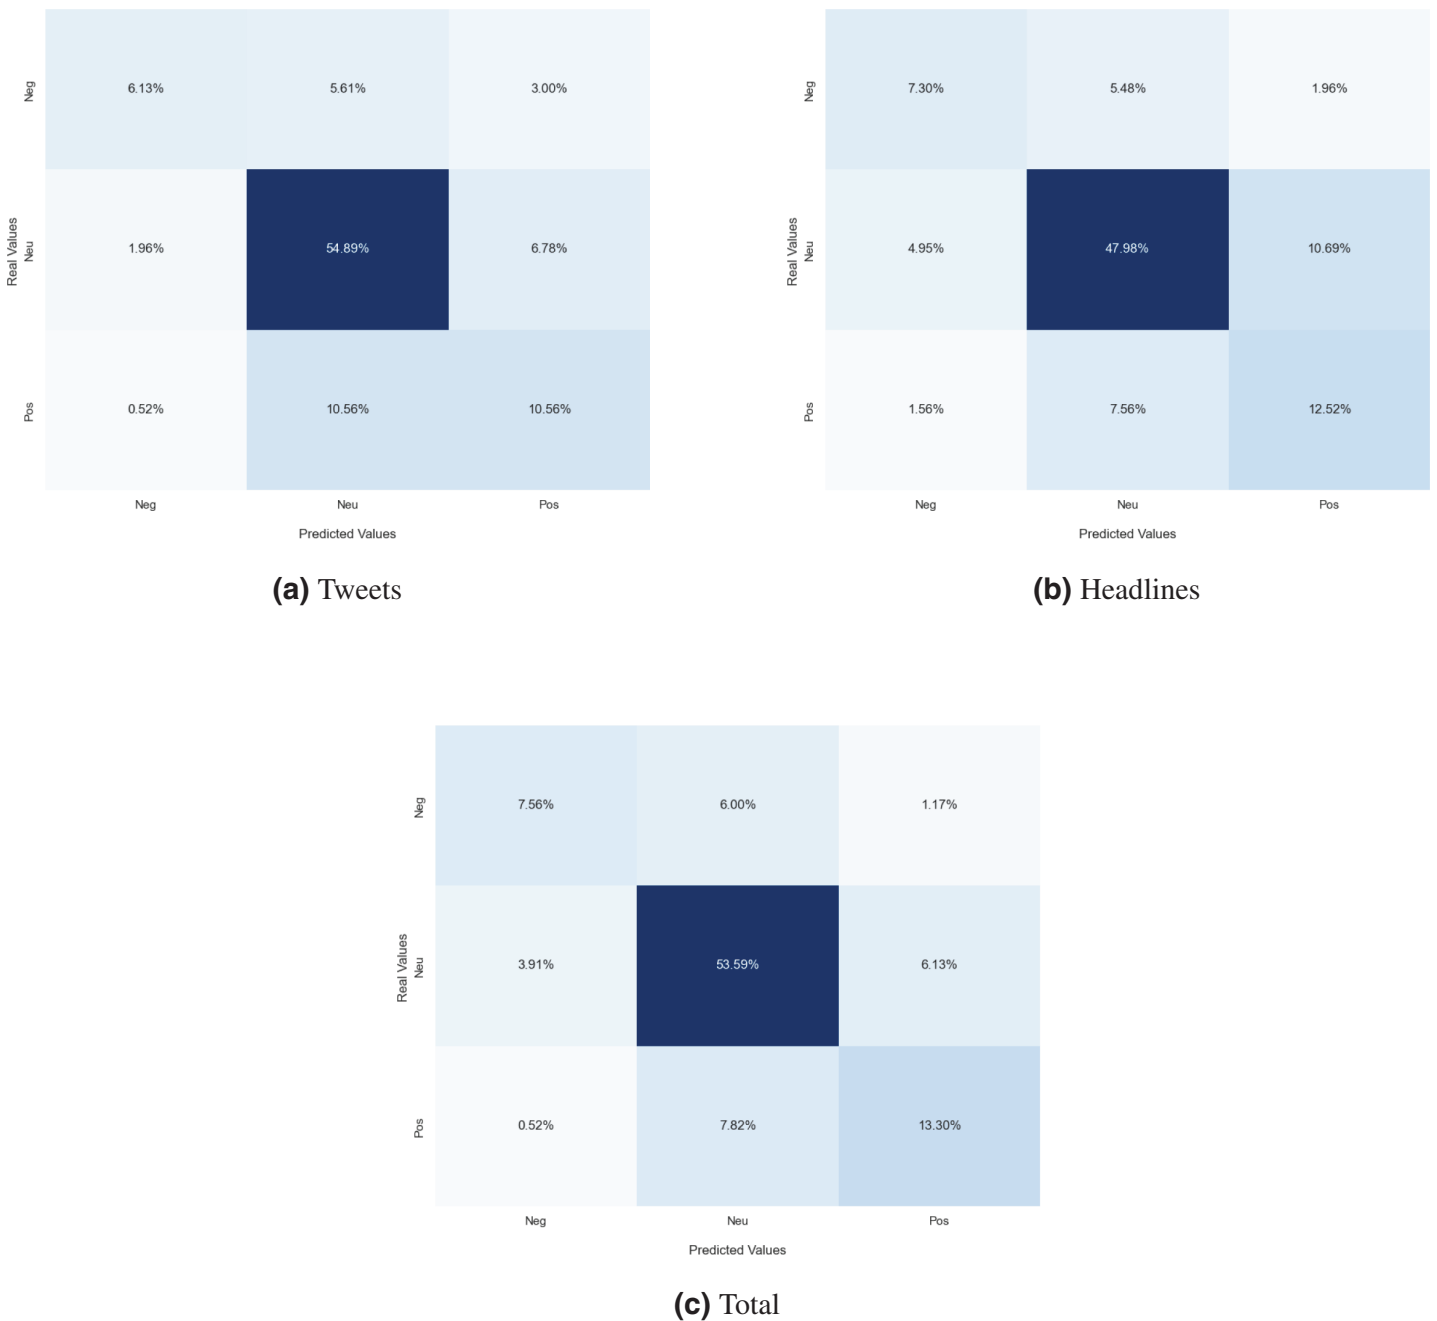 Real Values
Neg
6.13%
5.61%
3.00%
Neu
1.96%
54.89%
6.78%
Pos
0.52%
10.56%
10.56%
Neg
Neu
Pos
Predicted Values
(a) Tweets
Real Values
Neg
7.30%
5.48%
1.96%
Neu
4.95%
47.98%
10.69%
Pos
1.56%
7.56%
12.52%
Neg
Neu
Pos
Predicted Values
(b) Headlines
Real Values
Neg
7.56%
6.00%
1.17%
Neu
3.91%
53.59%
6.13%
Pos
0.52%
7.82%
13.30%
Neg
Neu
Pos
Predicted Values
(c) Total